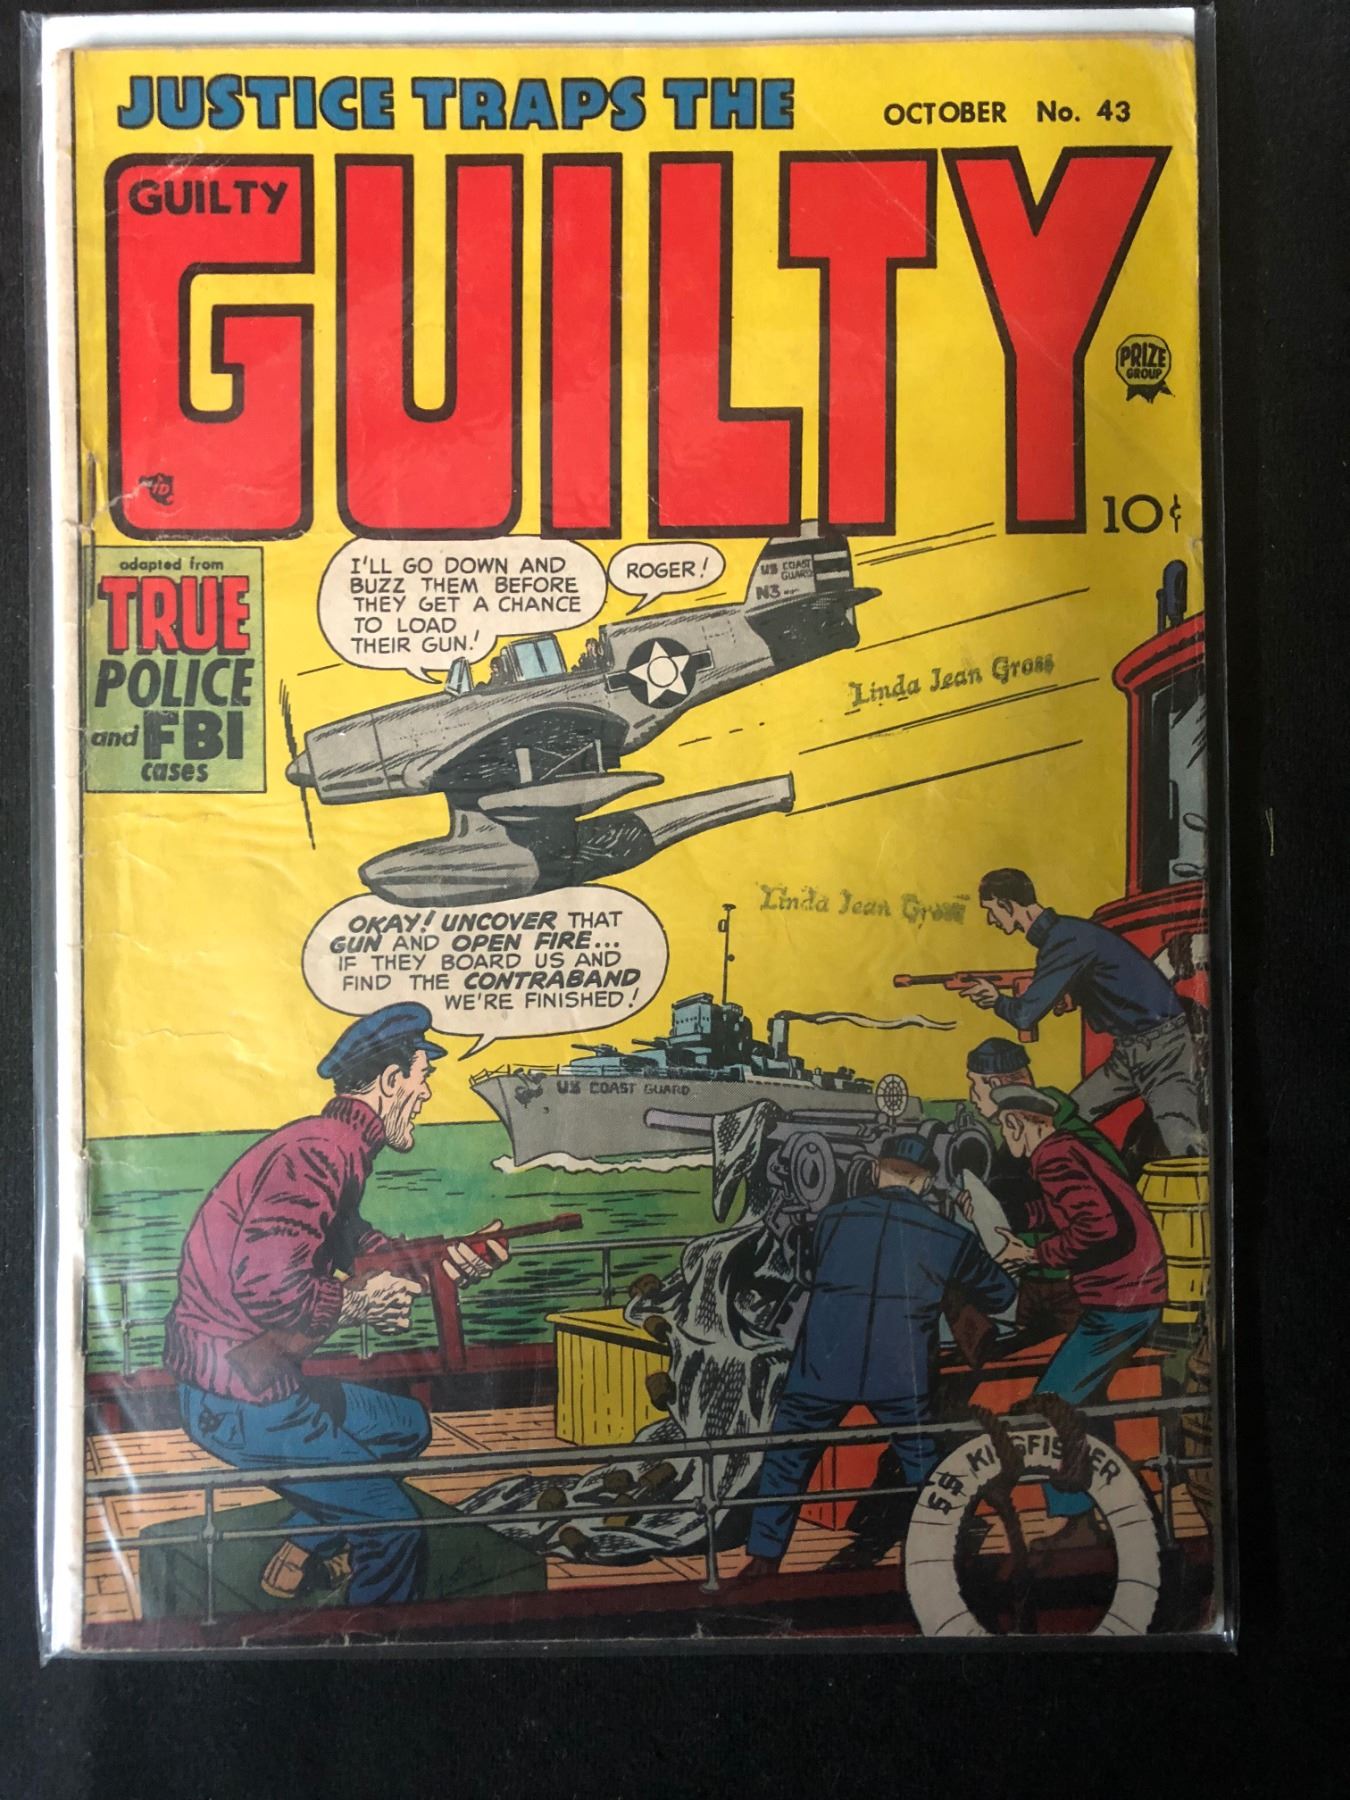 JUSTICE TRAPS THE
OCTOBER No. 43
GUILTY
GUILTY
PRIZE
GROUP
10¢
adapted from
TRUE
POLICE
and FBI
cases
I'LL GO DOWN AND
BUZZ THEM BEFORE
THEY GET A CHANCE
TO LOAD
THEIR GUN!
ROGER!
US COAST
GUARD
N3
Linda Jean Gross
Linda Jean Gross
OKAY! UNCOVER THAT
GUN AND OPEN FIRE...
IF THEY BOARD US AND
FIND THE CONTRABAND
WE'RE FINISHED!
US COAST GUARD
SS KINGFISHER